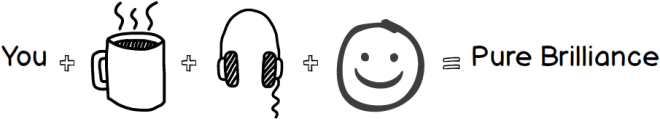 You + + + = Pure Brilliance